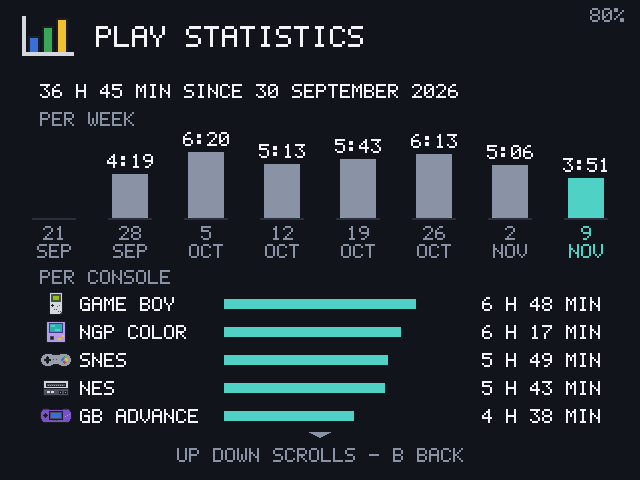 80%
PLAY STATISTICS
36 H 45 MIN SINCE 30 SEPTEMBER 2026
PER WEEK
4:19 6:20 5:13 5:43 6:13 5:06 3:51
21 28 5 12 19 26 2 9
SEP SEP OCT OCT OCT OCT NOV NOV
PER CONSOLE
GAME BOY 6 H 48 MIN
NGP COLOR 6 H 17 MIN
SNES 5 H 49 MIN
NES 5 H 43 MIN
GB ADVANCE 4 H 38 MIN
UP DOWN SCROLLS - B BACK